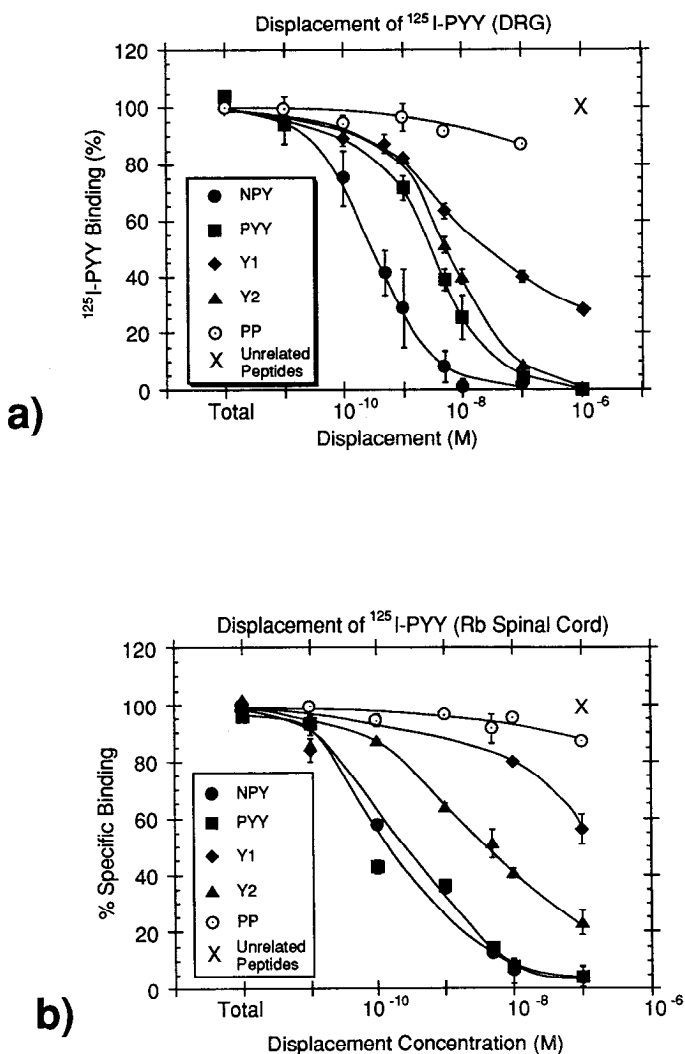 Displacement of ¹²⁵I-PYY (DRG)
¹²⁵I-PYY Binding (%)
120
100
80
60
40
20
0
NPY
PYY
Y1
Y2
PP
X Unrelated
Peptides
X
Total
10⁻¹⁰
10⁻⁸
10⁻⁶
Displacement (M)
a)
Displacement of ¹²⁵I-PYY (Rb Spinal Cord)
% Specific Binding
120
100
80
60
40
20
0
NPY
PYY
Y1
Y2
PP
X Unrelated
Peptides
X
Total
10⁻¹⁰
10⁻⁸
10⁻⁶
Displacement Concentration (M)
b)